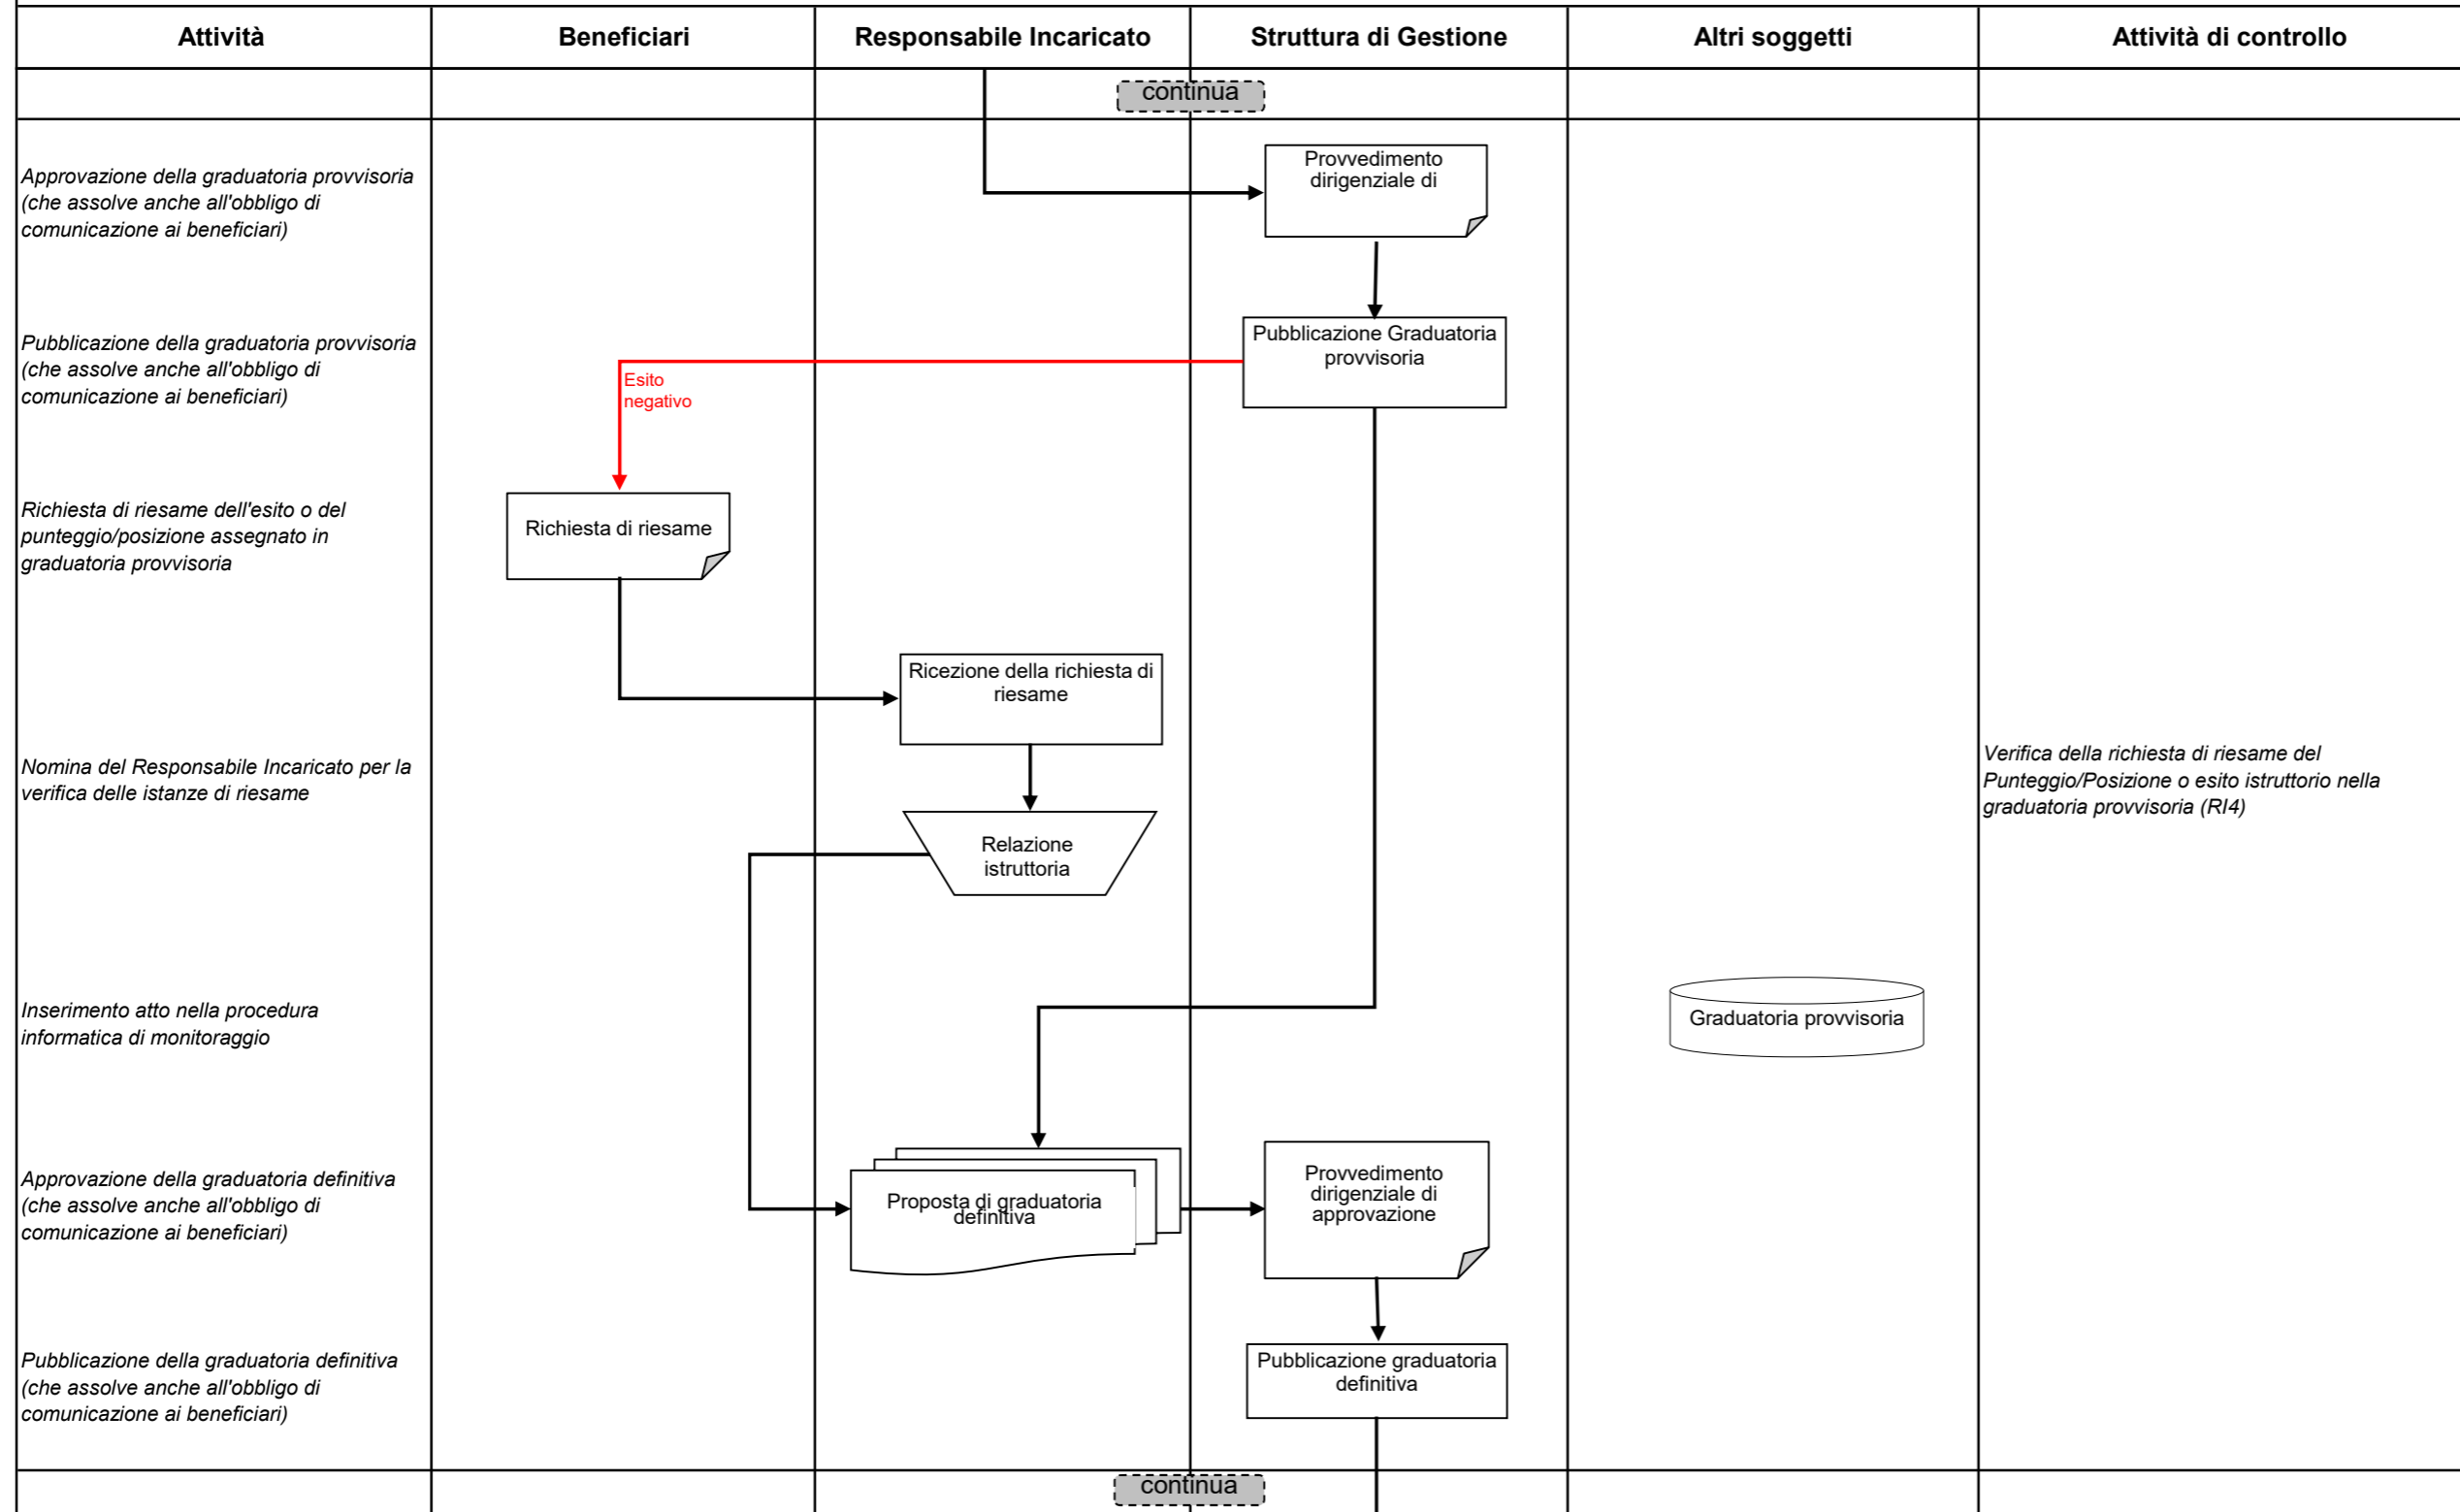 Attività
Beneficiari
Responsabile Incaricato
Struttura di Gestione
Altri soggetti
Attività di controllo
continua
Approvazione della graduatoria provvisoria
(che assolve anche all'obbligo di
comunicazione ai beneficiari)
Provvedimento
dirigenziale di
Pubblicazione della graduatoria provvisoria
(che assolve anche all'obbligo di
comunicazione ai beneficiari)
Esito
negativo
Pubblicazione Graduatoria
provvisoria
Richiesta di riesame dell'esito o del
punteggio/posizione assegnato in
graduatoria provvisoria
Richiesta di riesame
Ricezione della richiesta di
riesame
Nomina del Responsabile Incaricato per la
verifica delle istanze di riesame
Relazione
istruttoria
Verifica della richiesta di riesame del
Punteggio/Posizione o esito istruttorio nella
graduatoria provvisoria (RI4)
Inserimento atto nella procedura
informatica di monitoraggio
Graduatoria provvisoria
Approvazione della graduatoria definitiva
(che assolve anche all'obbligo di
comunicazione ai beneficiari)
Proposta di graduatoria
definitiva
Provvedimento
dirigenziale di
approvazione
Pubblicazione della graduatoria definitiva
(che assolve anche all'obbligo di
comunicazione ai beneficiari)
Pubblicazione graduatoria
definitiva
continua